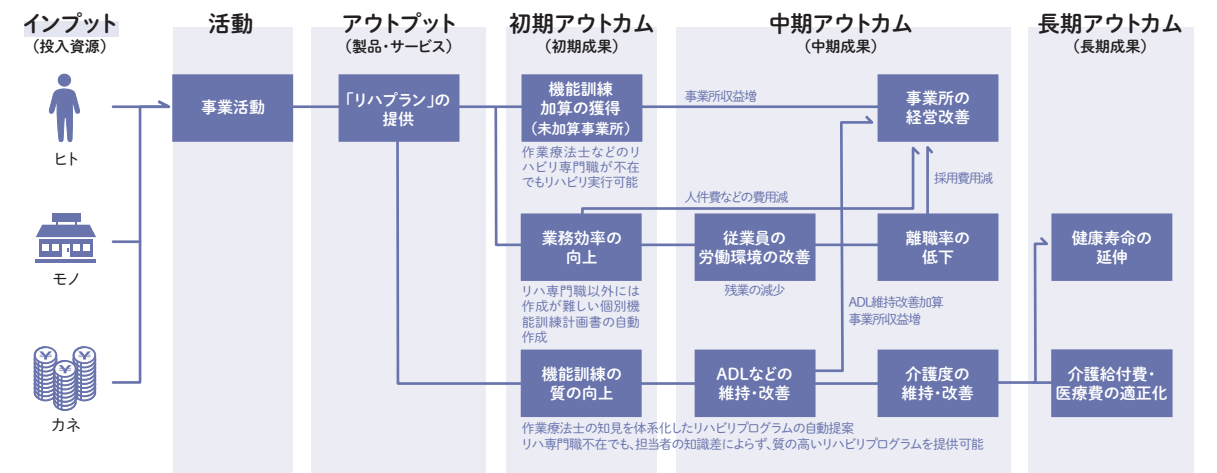 インプット
(投入資源)
活動
アウトプット
(製品・サービス)
初期アウトカム
(初期成果)
中期アウトカム
(中期成果)
長期アウトカム
(長期成果)
ヒト
モノ
カネ
事業活動
「リハプラン」の
提供
機能訓練
加算の獲得
(未加算事業所)
作業療法士などのリ
ハビリ専門職が不在
でもリハビリ実行可能
事業所収益増
事業所の
経営改善
採用費用減
人件費などの費用減
業務効率の
向上
リハ専門職以外には
作成が難しい個別機
能訓練計画書の自動
作成
従業員の
労働環境の改善
残業の減少
離職率の
低下
ADL維持改善加算
事業所収益増
健康寿命の
延伸
機能訓練の
質の向上
ADLなどの
維持・改善
介護度の
維持・改善
介護給付費・
医療費の適正化
作業療法士の知見を体系化したリハビリプログラムの自動提案
リハ専門職不在でも、担当者の知識差によらず、質の高いリハビリプログラムを提供可能